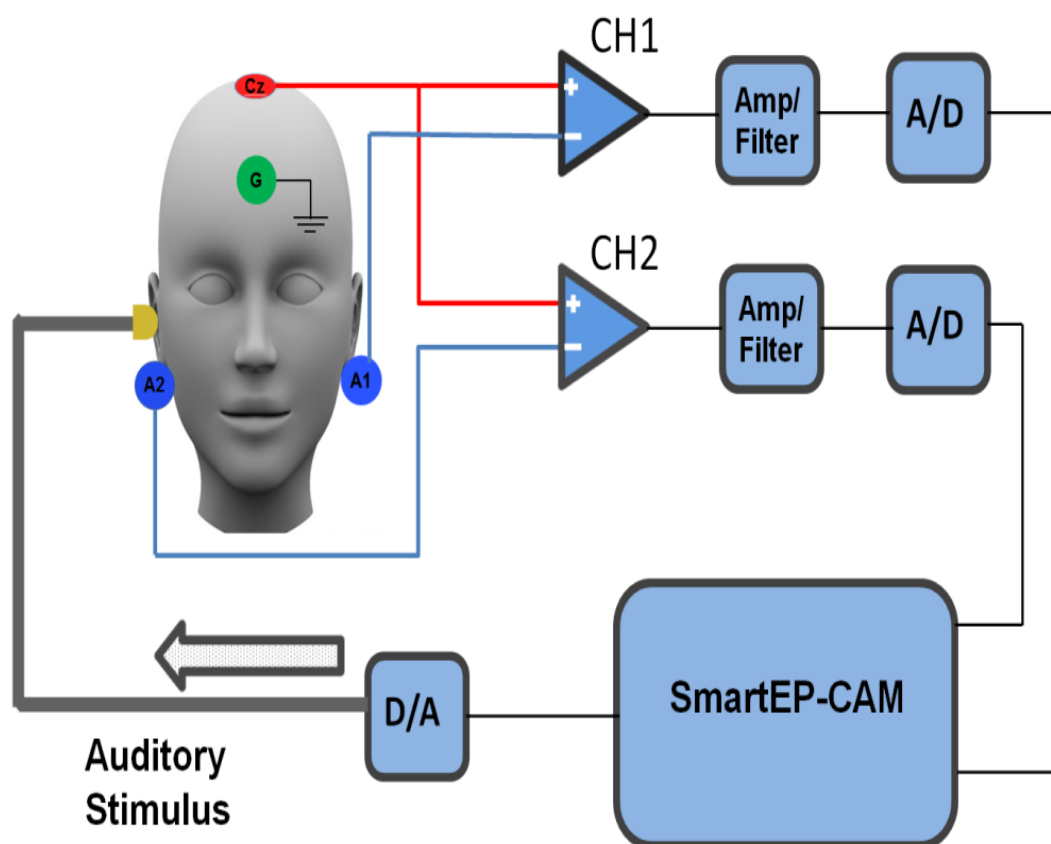 CH1
Cz
+
Amp/
Filter
A/D
−
G
CH2
+
Amp/
Filter
A/D
−
A2
A1
SmartEP-CAM
D/A
Auditory
Stimulus